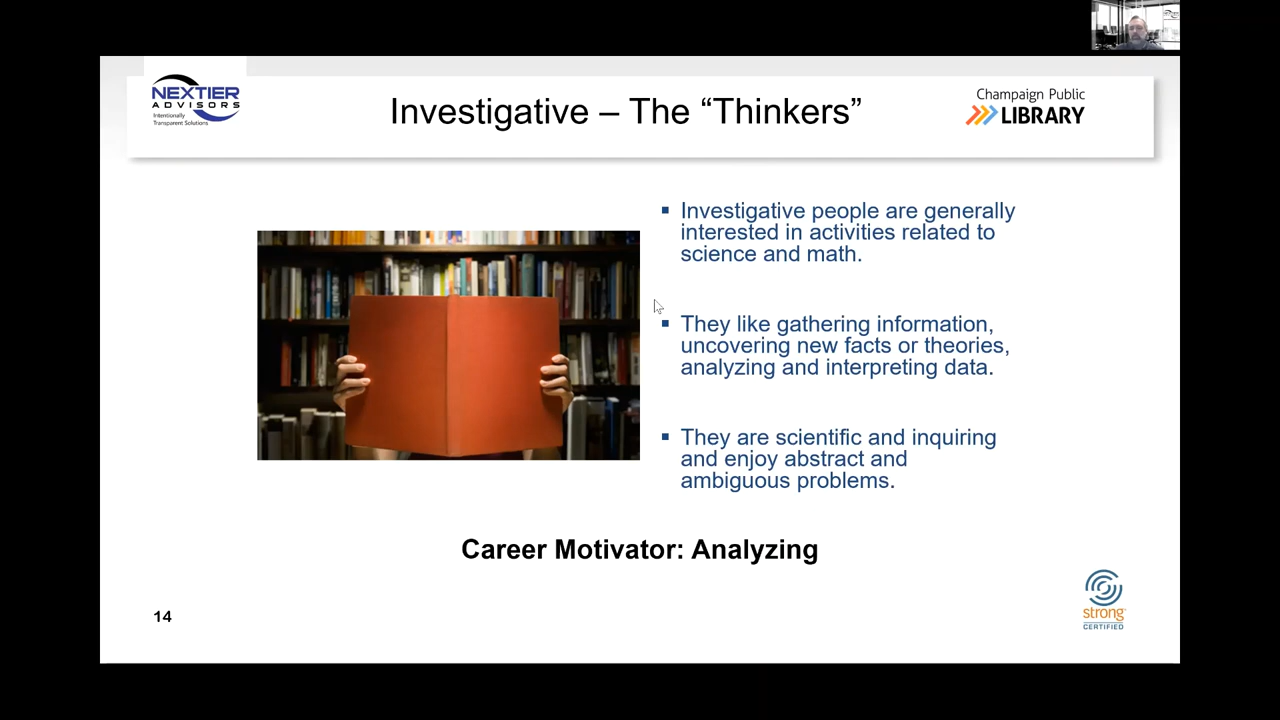 NEXTIER
ADVISORS
Intentionally
Transparent Solutions
Investigative – The “Thinkers”
Champaign Public
LIBRARY
▪ Investigative people are generally
interested in activities related to
science and math.
▪ They like gathering information,
uncovering new facts or theories,
analyzing and interpreting data.
▪ They are scientific and inquiring
and enjoy abstract and
ambiguous problems.
Career Motivator: Analyzing
14
strong
CERTIFIED